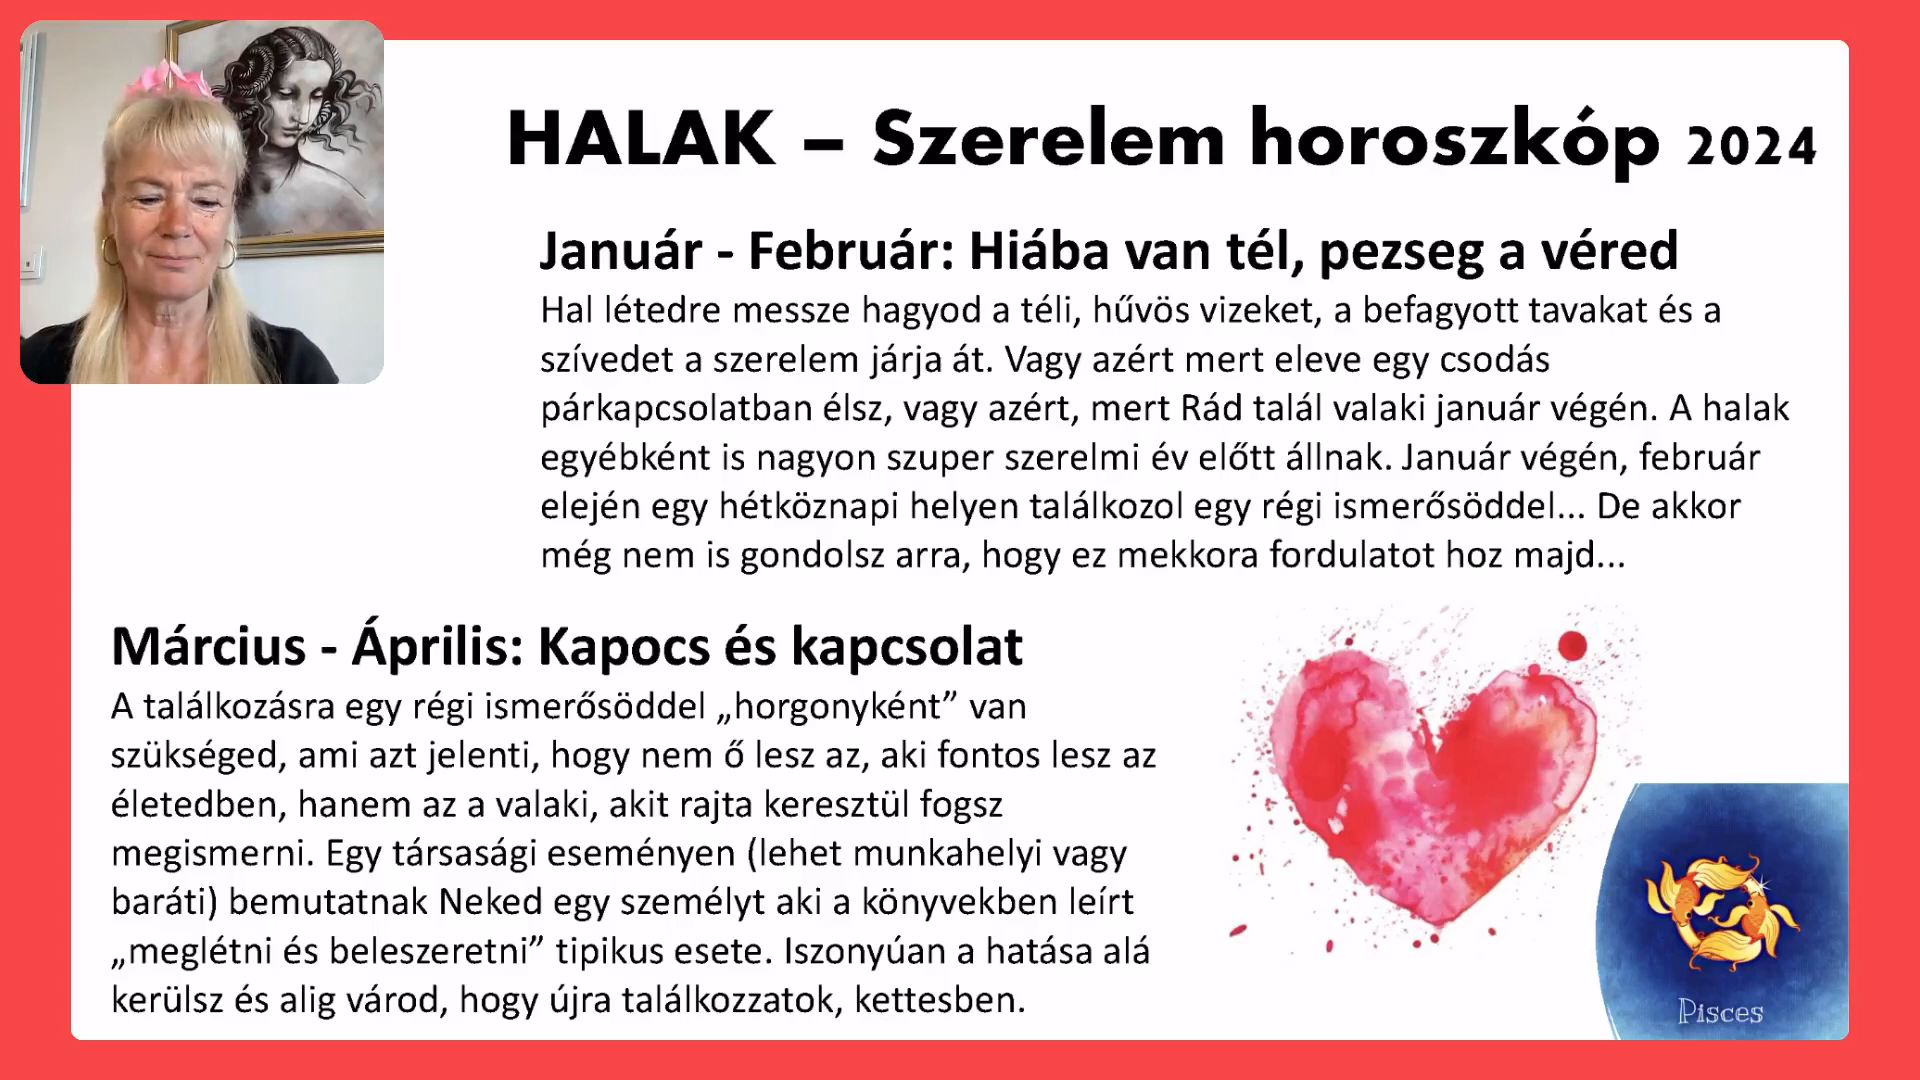 HALAK – Szerelem horoszkóp 2024
Január - Február: Hiába van tél, pezseg a véred
Hal létedre messze hagyod a téli, hűvös vizeket, a befagyott tavakat és a
szívedet a szerelem járja át. Vagy azért mert eleve egy csodás
párkapcsolatban élsz, vagy azért, mert Rád talál valaki január végén. A halak
egyébként is nagyon szuper szerelmi év előtt állnak. Január végén, február
elején egy hétköznapi helyen találkozol egy régi ismerősöddel... De akkor
még nem is gondolsz arra, hogy ez mekkora fordulatot hoz majd...
Március - Április: Kapocs és kapcsolat
A találkozásra egy régi ismerősöddel „horgonyként” van
szükséged, ami azt jelenti, hogy nem ő lesz az, aki fontos lesz az
életedben, hanem az a valaki, akit rajta keresztül fogsz
megismerni. Egy társasági eseményen (lehet munkahelyi vagy
baráti) bemutatnak Neked egy személyt aki a könyvekben leírt
„meglétni és beleszeretni” tipikus esete. Iszonyúan a hatása alá
kerülsz és alig várod, hogy újra találkozzatok, kettesben.
Pisces